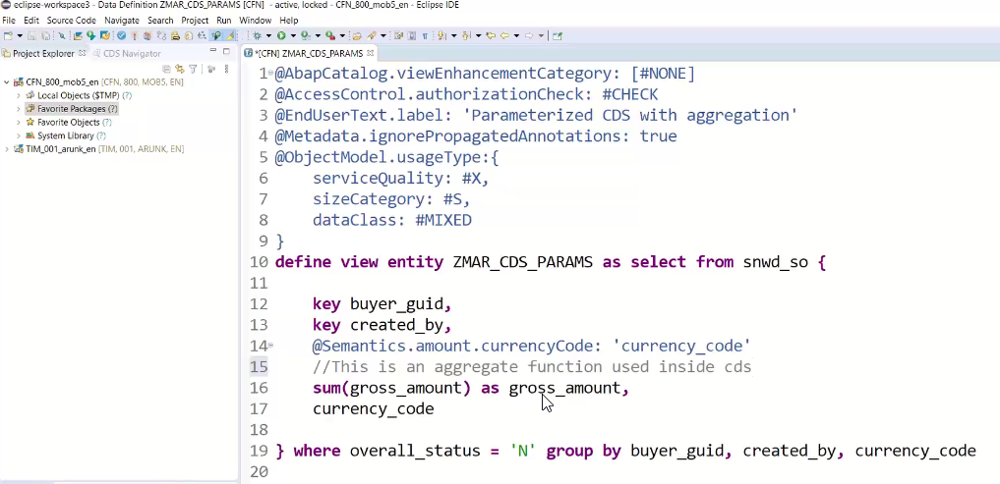 eclipse-workspace3 - Data Definition ZMAR_CDS_PARAMS [CFN] - active, locked - CFN_800_mob5_en - Eclipse IDE
File Edit Source Code Navigate Search Project Run Window Help
Project Explorer
CDS Navigator
*[CFN] ZMAR_CDS_PARAMS
CFN_800_mob5_en [CFN, 800, MOB5, EN]
Local Objects ($TMP) (?)
Favorite Packages (?)
Favorite Objects (?)
System Library (?)
TIM_001_arunk_en [TIM, 001, ARUNK, EN]
1 @AbapCatalog.viewEnhancementCategory: [#NONE]
2 @AccessControl.authorizationCheck: #CHECK
3 @EndUserText.label: 'Parameterized CDS with aggregation'
4 @Metadata.ignorePropagatedAnnotations: true
5 @ObjectModel.usageType:{
6 serviceQuality: #X,
7 sizeCategory: #S,
8 dataClass: #MIXED
9 }
10 define view entity ZMAR_CDS_PARAMS as select from snwd_so {
11
12 key buyer_guid,
13 key created_by,
14 @Semantics.amount.currencyCode: 'currency_code'
15 //This is an aggregate function used inside cds
16 sum(gross_amount) as gross_amount,
17 currency_code
18
19 } where overall_status = 'N' group by buyer_guid, created_by, currency_code
20